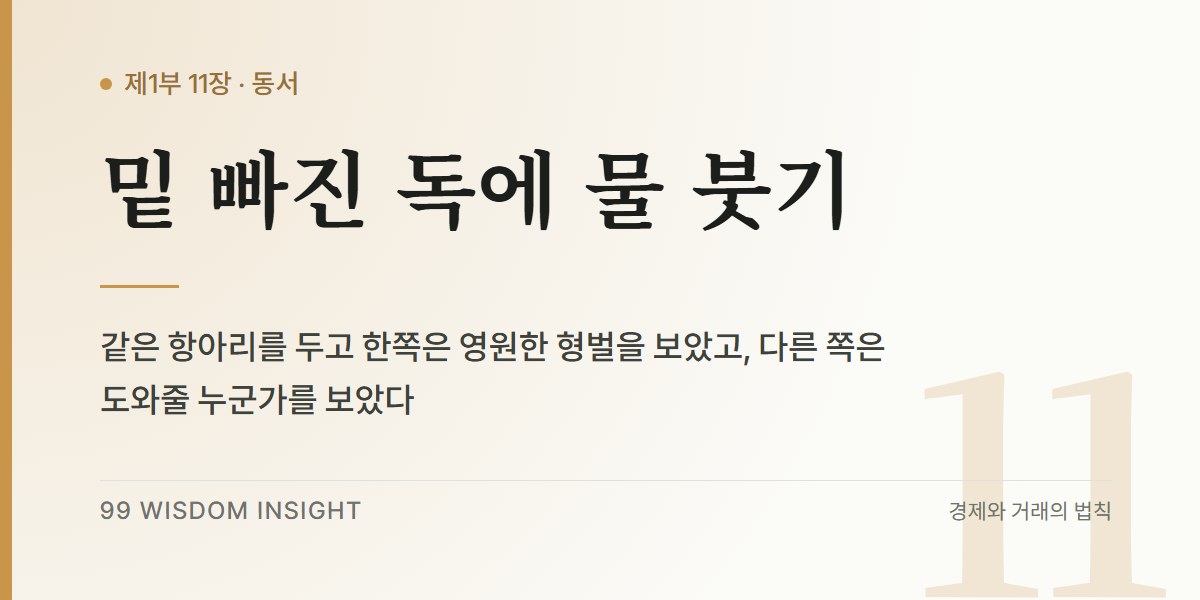 제1부 11장 · 동서
밑 빠진 독에 물 붓기
같은 항아리를 두고 한쪽은 영원한 형벌을 보았고, 다른 쪽은
도와줄 누군가를 보았다
99 WISDOM INSIGHT
경제와 거래의 법칙
11